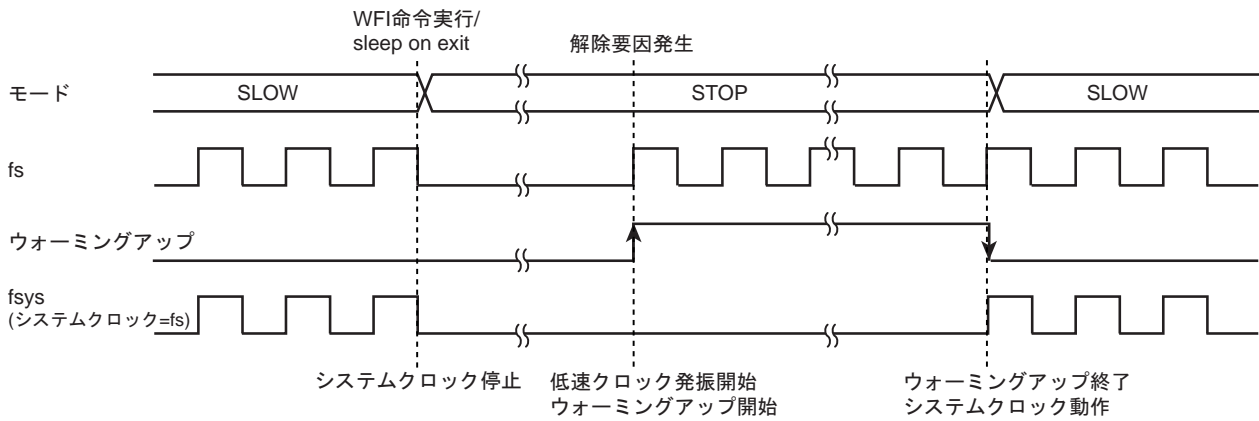 WFI命令実行/
sleep on exit
解除要因発生
モード
SLOW
STOP
SLOW
fs
ウォーミングアップ
fsys
(システムクロック=fs)
システムクロック停止
低速クロック発振開始
ウォーミングアップ開始
ウォーミングアップ終了
システムクロック動作